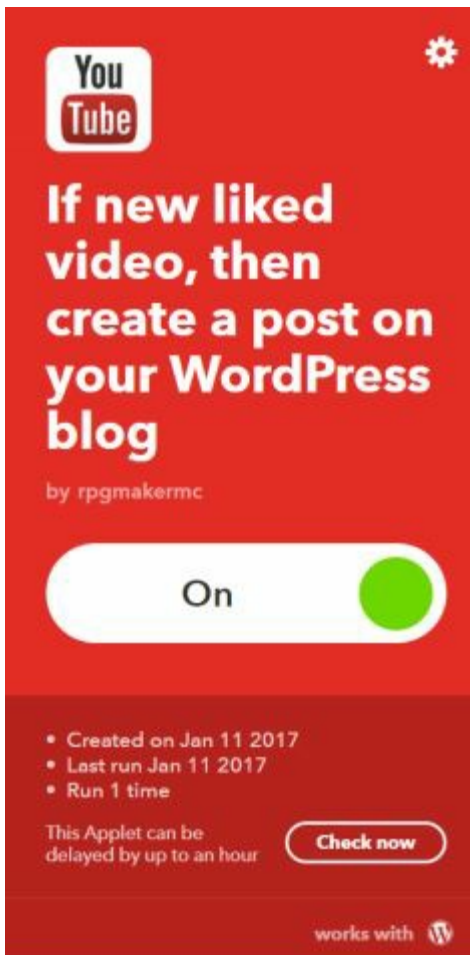 You
Tube
If new liked
video, then
create a post on
your WordPress
blog
by rpgmakermc
On
• Created on Jan 11 2017
• Last run Jan 11 2017
• Run 1 time
This Applet can be
delayed by up to an hour
Check now
works with